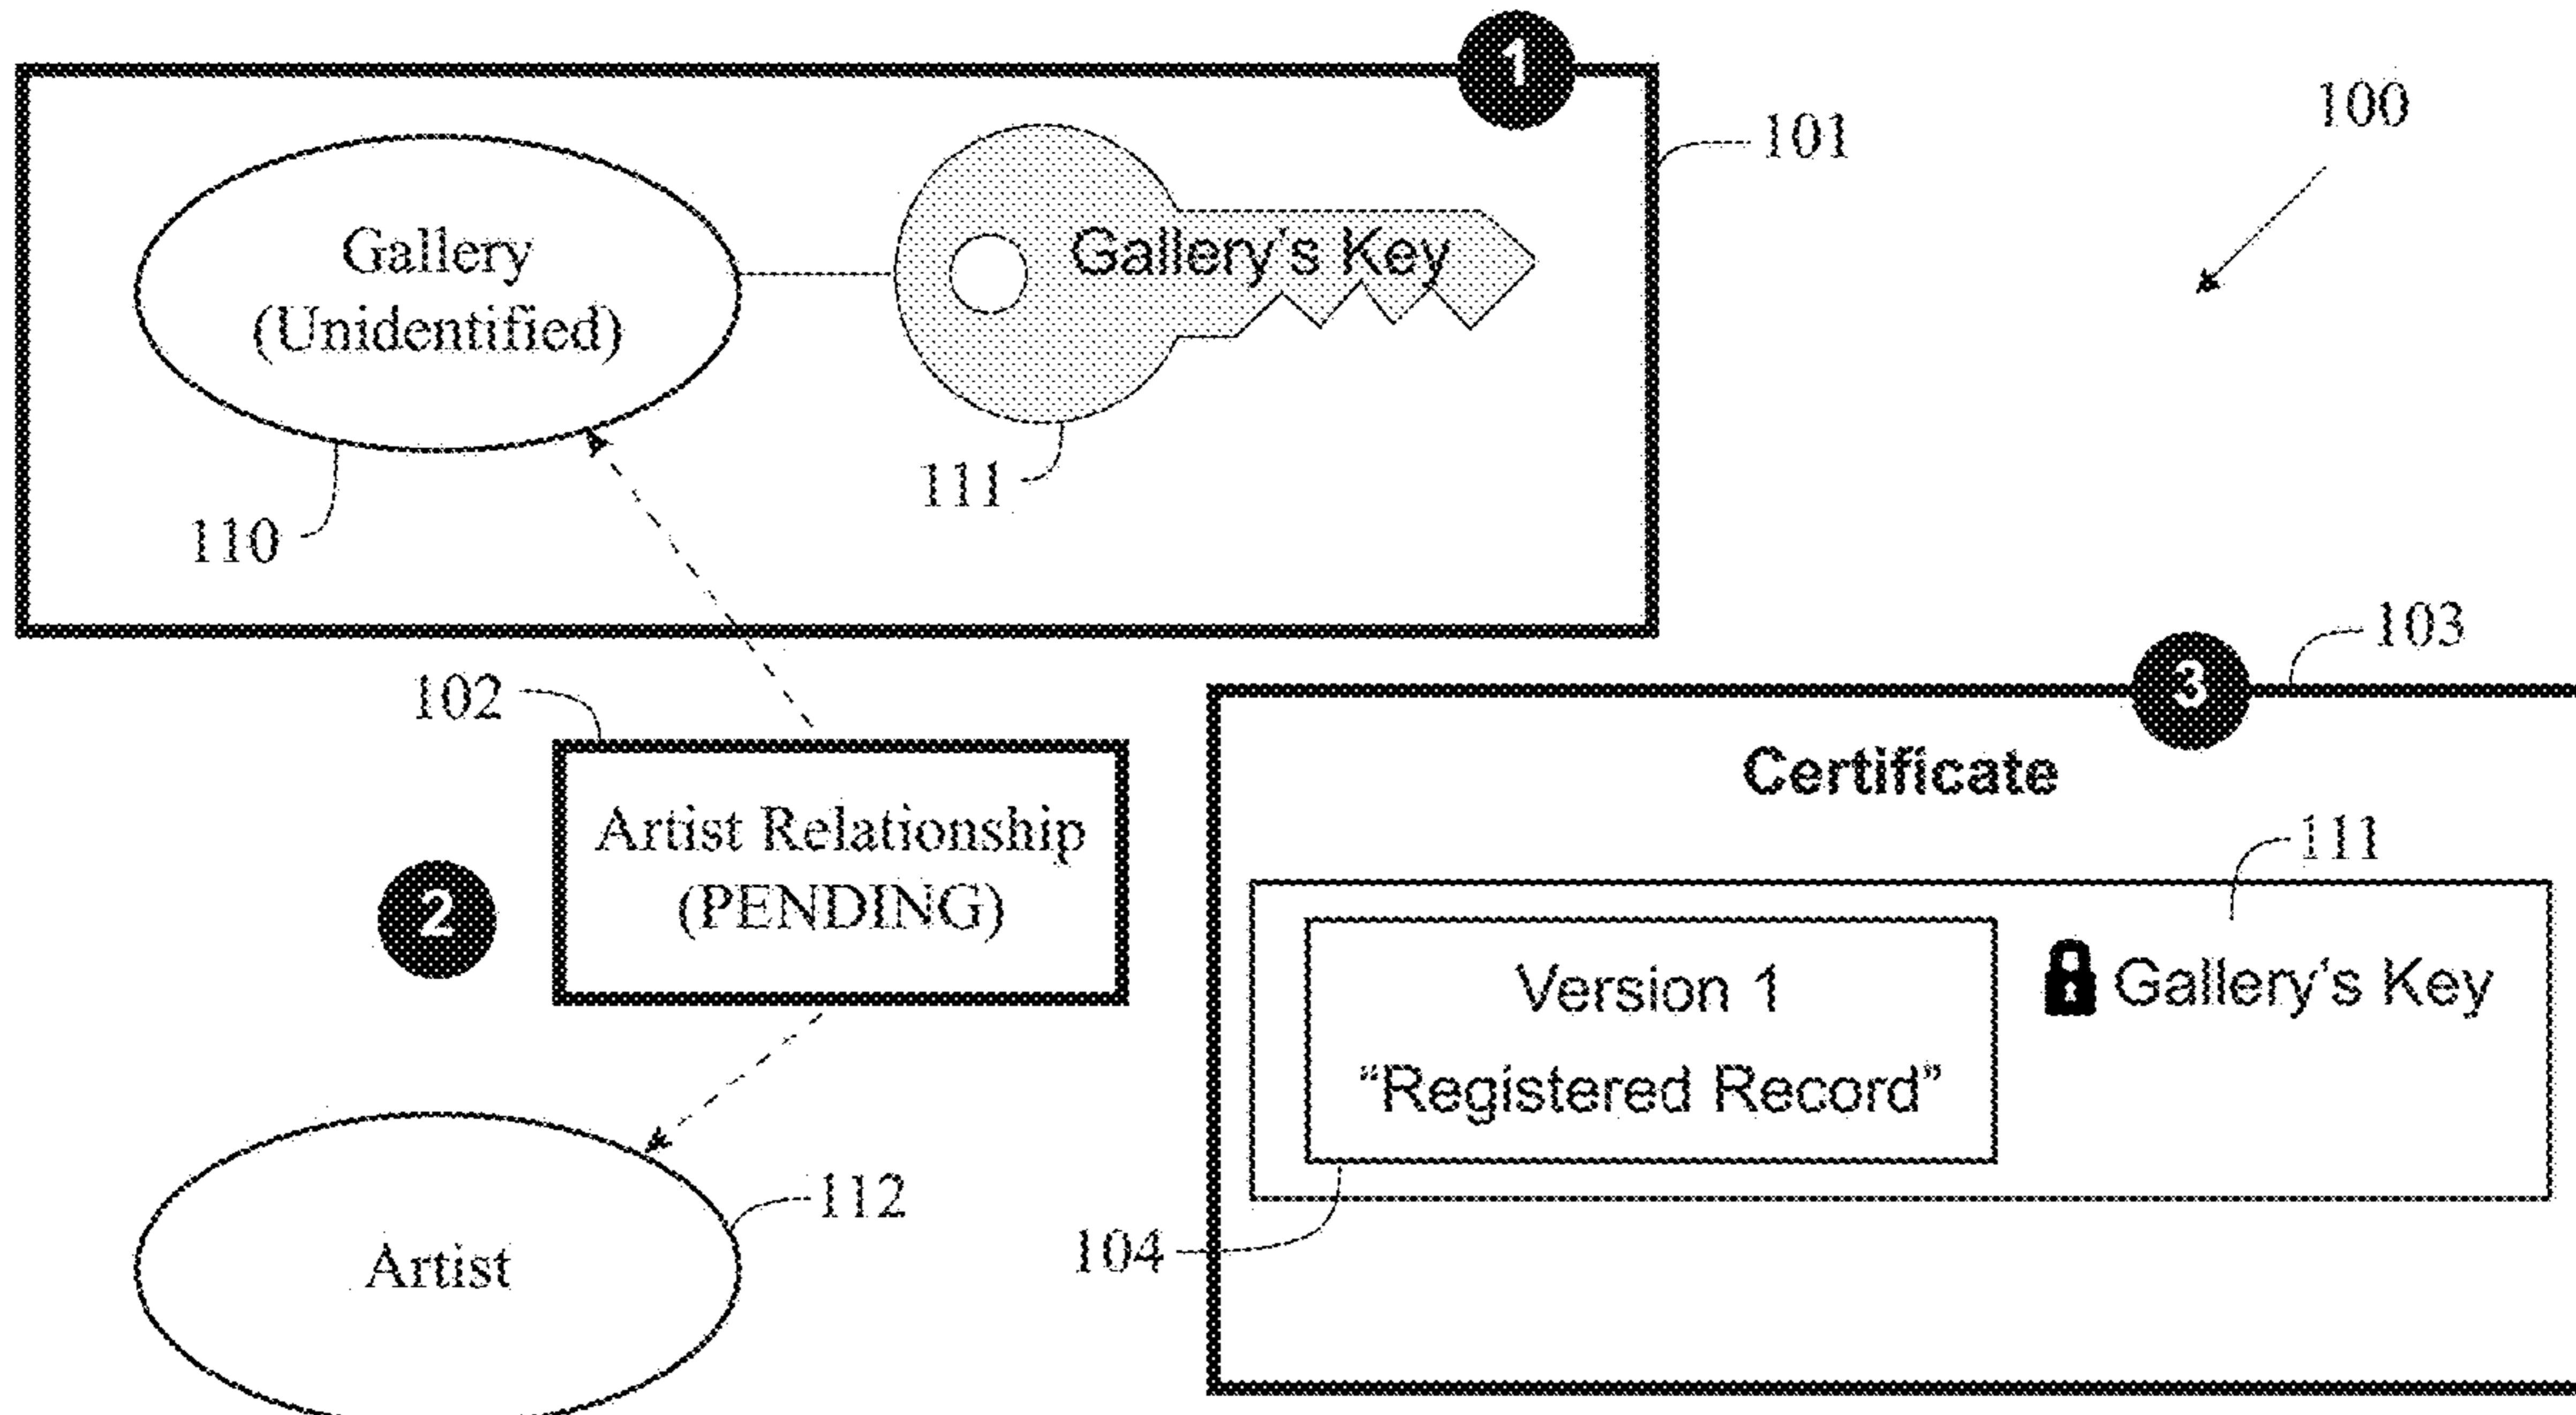 1
100
101
Gallery
(Unidentified)
Gallery's Key
111
110
103
3
102
Certificate
Artist Relationship
(PENDING)
2
111
Version 1
“Registered Record”
Gallery's Key
112
104
Artist